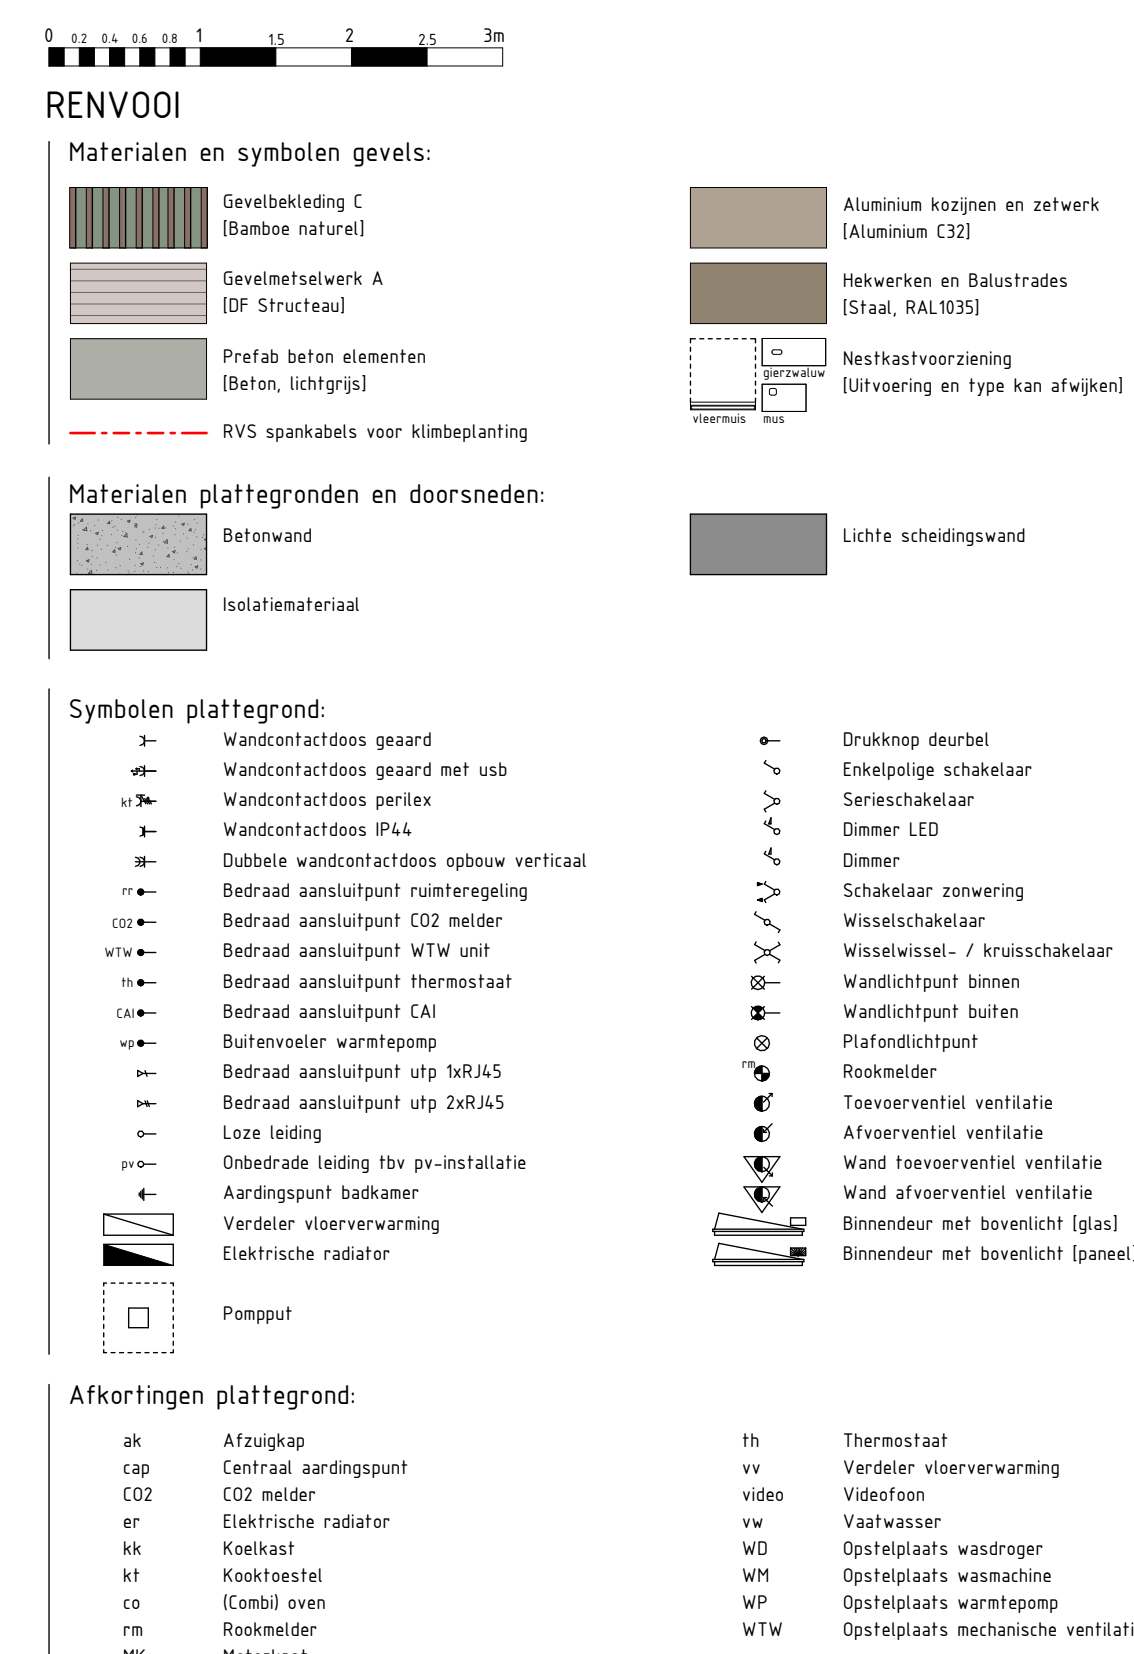 0 0.2 0.4 0.6 0.8 1 1.5 2 2.5 3m
RENVOOI
Materialen en symbolen gevels:
Gevelbekleding C
[Bamboe naturel]
Gevelmetselwerk A
[DF Structeau]
Prefab beton elementen
[Beton, lichtgrijs]
RVS spankabels voor klimbeplanting
Aluminium kozijnen en zetwerk
[Aluminium C32]
Hekwerken en Balustrades
[Staal, RAL1035]
gierzwaluw
vleermuis mus
Nestkastvoorziening
[Uitvoering en type kan afwijken]
Materialen plattegronden en doorsneden:
Betonwand
Isolatiemateriaal
Lichte scheidingswand
Symbolen plattegrond:
Wandcontactdoos geaard
Wandcontactdoos geaard met usb
kt Wandcontactdoos perilex
Wandcontactdoos IP44
Dubbele wandcontactdoos opbouw verticaal
rr Bedraad aansluitpunt ruimteregeling
CO2 Bedraad aansluitpunt CO2 melder
WTW Bedraad aansluitpunt WTW unit
th Bedraad aansluitpunt thermostaat
CAI Bedraad aansluitpunt CAI
wp Buitenvoeler warmtepomp
Bedraad aansluitpunt utp 1xRJ45
Bedraad aansluitpunt utp 2xRJ45
Loze leiding
pv Onbedrade leiding tbv pv-installatie
Aardingspunt badkamer
Verdeler vloerverwarming
Elektrische radiator
Pompput
Drukknop deurbel
Enkelpolige schakelaar
Serieschakelaar
Dimmer LED
Dimmer
Schakelaar zonwering
Wisselschakelaar
Wisselwissel- / kruisschakelaar
Wandlichtpunt binnen
Wandlichtpunt buiten
Plafondlichtpunt
rm Rookmelder
Toevoerventiel ventilatie
Afvoerventiel ventilatie
Wand toevoerventiel ventilatie
Wand afvoerventiel ventilatie
Binnendeur met bovenlicht [glas]
Binnendeur met bovenlicht [paneel]
Afkortingen plattegrond:
ak Afzuigkap
cap Centraal aardingspunt
CO2 CO2 melder
er Elektrische radiator
kk Koelkast
kt Kooktoestel
co (Combi) oven
rm Rookmelder
th Thermostaat
vv Verdeler vloerverwarming
video Videofoon
vw Vaatwasser
WD Opstelplaats wasdroger
WM Opstelplaats wasmachine
WP Opstelplaats warmtepomp
WTW Opstelplaats mechanische ventilati